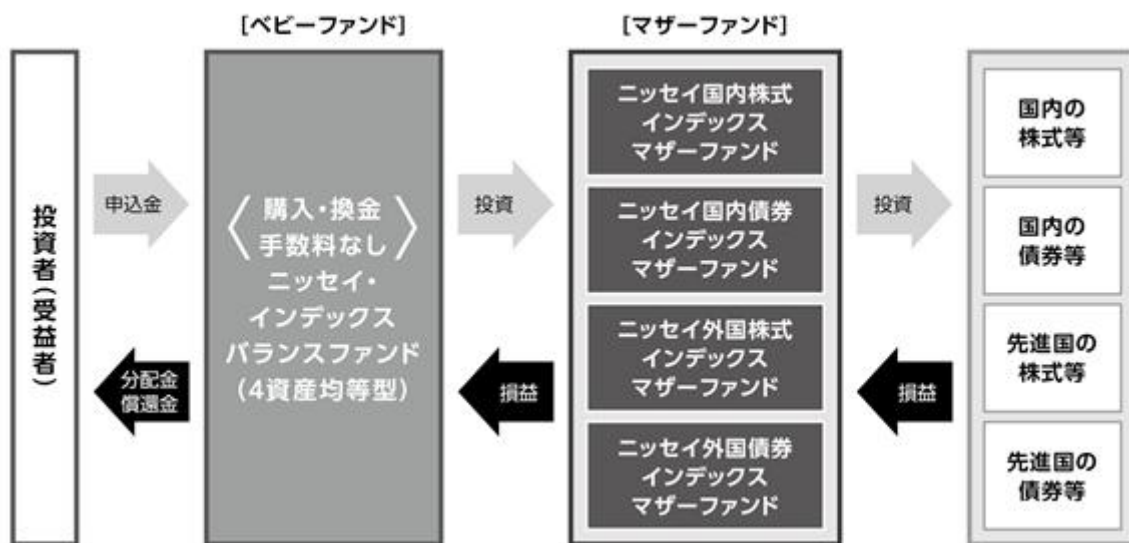 [ベビーファンド]
[マザーファンド]
投資者(受益者)
申込金
分配金
償還金
〈購入・換金
手数料なし〉
ニッセイ・
インデックス
バランスファンド
(4資産均等型)
投資
損益
ニッセイ国内株式
インデックス
マザーファンド
ニッセイ国内債券
インデックス
マザーファンド
ニッセイ外国株式
インデックス
マザーファンド
ニッセイ外国債券
インデックス
マザーファンド
投資
損益
国内の
株式等
国内の
債券等
先進国の
株式等
先進国の
債券等